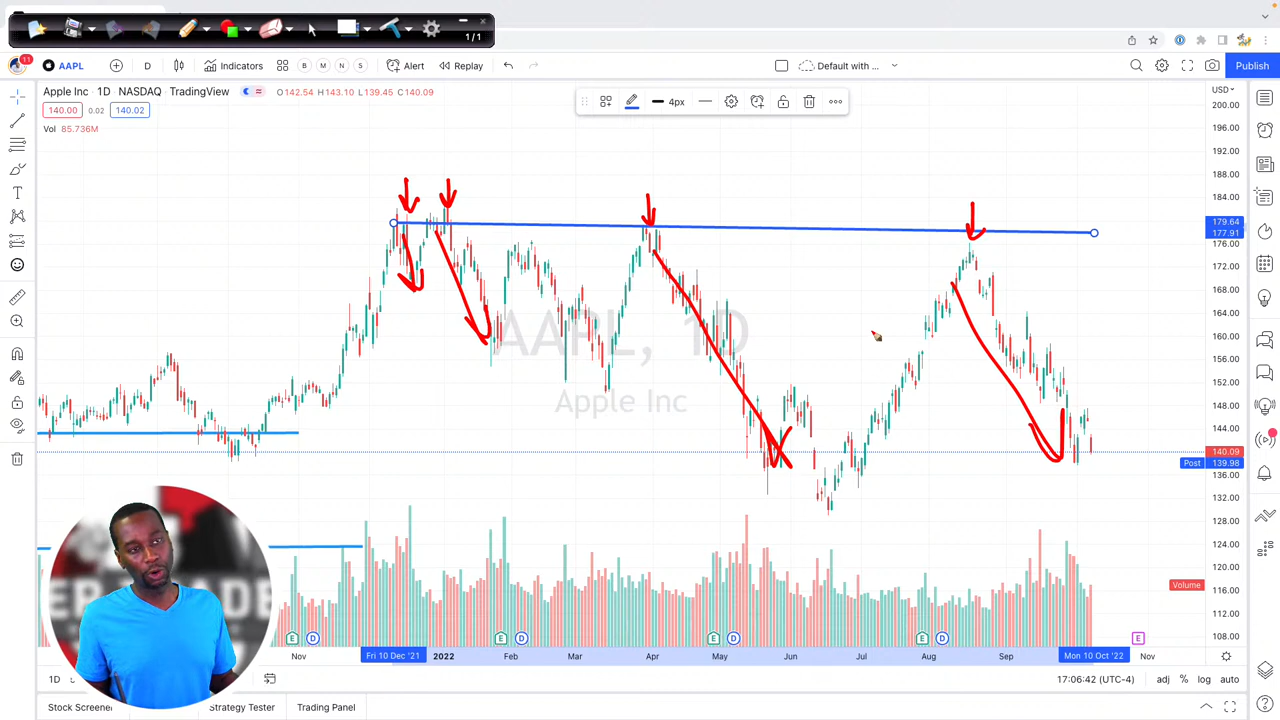 1/1
11
AAPL
D
Indicators
B
M
N
S
Alert
Replay
Default with ...
Publish
Apple Inc · 1D · NASDAQ · TradingView
O142.54 H143.10 L139.45 C140.09
140.00
0.02
140.02
Vol 85.736M
4px
USD
200.00
196.00
192.00
188.00
184.00
179.64
177.91
176.00
172.00
168.00
164.00
160.00
156.00
152.00
148.00
144.00
140.09
Post 139.98
136.00
132.00
128.00
124.00
120.00
Volume
116.00
112.00
108.00
AAPL, 1D
Apple Inc
E D E D E D E D E
Nov
Fri 10 Dec '21
2022
Feb
Mar
Apr
May
Jun
Jul
Aug
Sep
Mon 10 Oct '22
Nov
1D
17:06:42 (UTC-4)
adj
%
log
auto
Stock Screener
Strategy Tester
Trading Panel